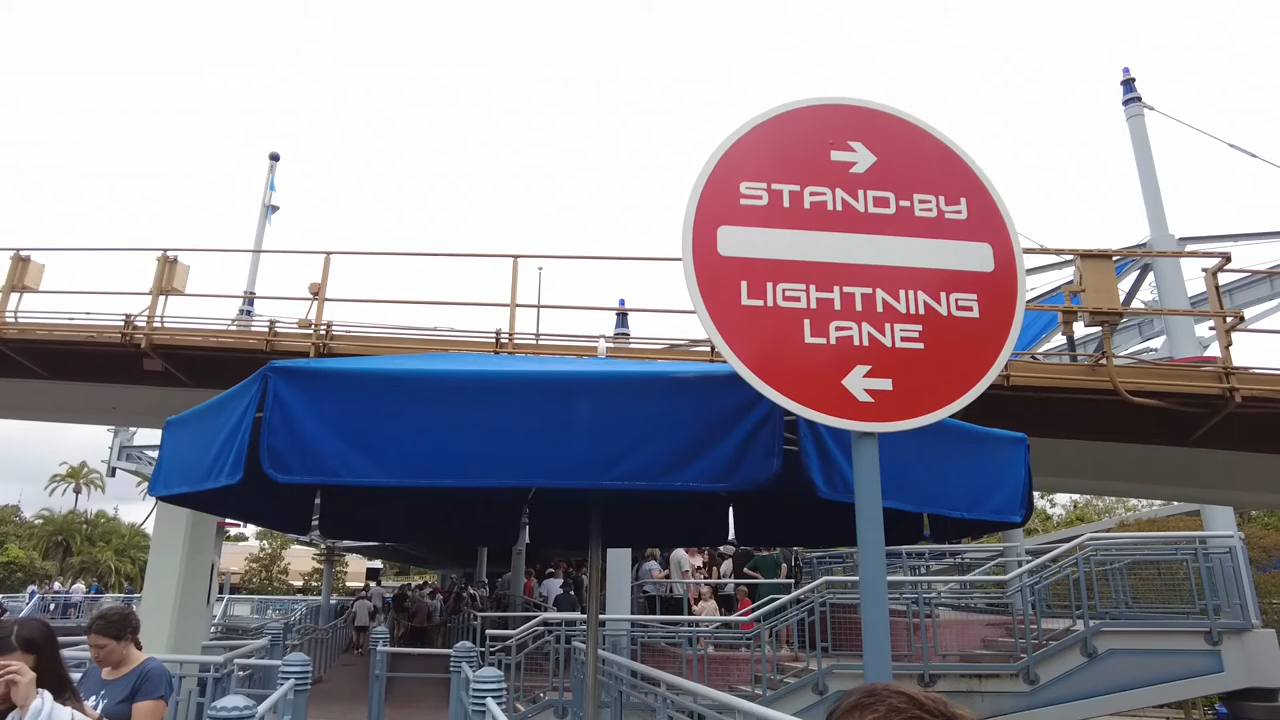 →
STAND-BY
LIGHTNING
LANE
←